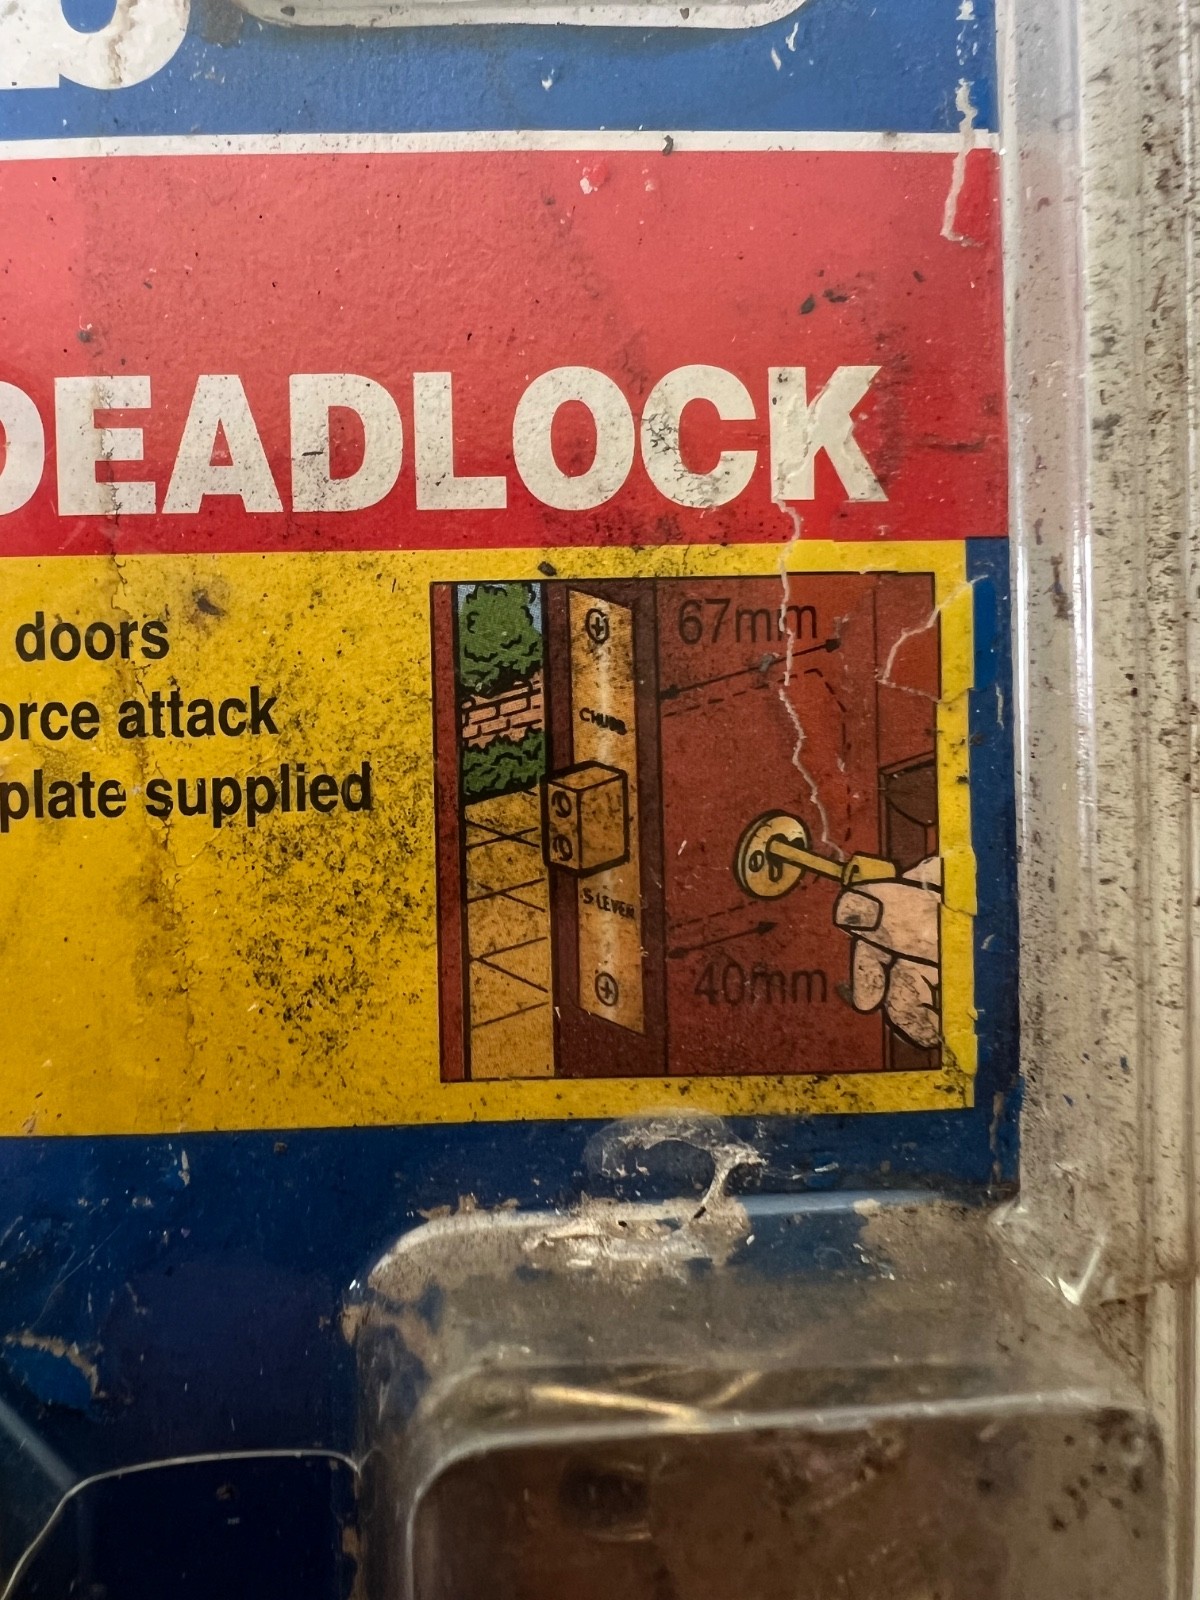 b
DEADLOCK
doors
orce attack
plate supplied
67mm
CHUBB
5 LEVER
40mm